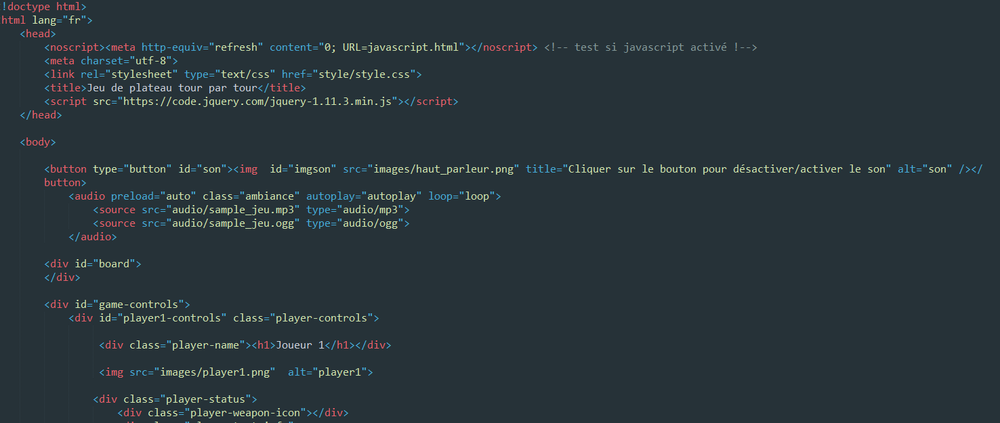 !doctype html>
html lang="fr">
<head>
<noscript><meta http-equiv="refresh" content="0; URL=javascript.html"></noscript> <!-- test si javascript activé !-->
<meta charset="utf-8">
<link rel="stylesheet" type="text/css" href="style/style.css">
<title>Jeu de plateau tour par tour</title>
<script src="https://code.jquery.com/jquery-1.11.3.min.js"></script>
</head>
<body>
<button type="button" id="son"><img  id="imgson" src="images/haut_parleur.png" title="Cliquer sur le bouton pour désactiver/activer le son" alt="son" /></
button>
<audio preload="auto" class="ambiance" autoplay="autoplay" loop="loop">
<source src="audio/sample_jeu.mp3" type="audio/mp3">
<source src="audio/sample_jeu.ogg" type="audio/ogg">
</audio>
<div id="board">
</div>
<div id="game-controls">
<div id="player1-controls" class="player-controls">
<div class="player-name"><h1>Joueur 1</h1></div>
<img src="images/player1.png"  alt="player1">
<div class="player-status">
<div class="player-weapon-icon"></div>